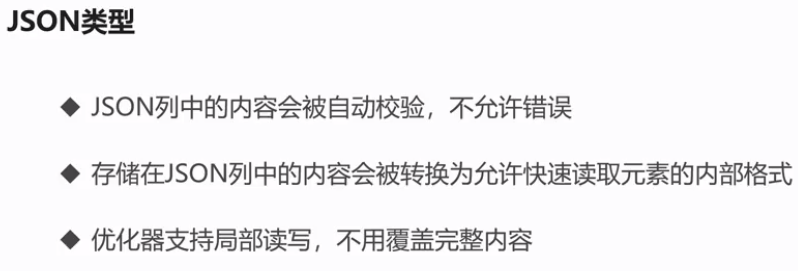 JSON类型
◆ JSON列中的内容会被自动校验，不允许错误
◆ 存储在JSON列中的内容会被转换为允许快速读取元素的内部格式
◆ 优化器支持局部读写，不用覆盖完整内容